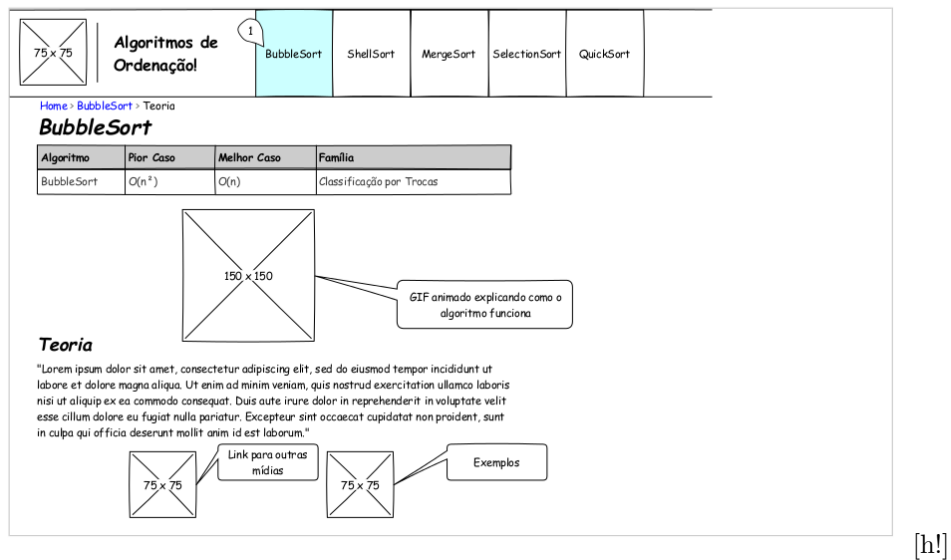 75 x 75
Algoritmos de
Ordenação!
1
BubbleSort
ShellSort
MergeSort
SelectionSort
QuickSort
Home > BubbleSort > Teoria
BubbleSort
Algoritmo Pior Caso Melhor Caso Família
BubbleSort O(n²) O(n) Classificação por Trocas
150 x 150
GIF animado explicando como o
algoritmo funciona
Teoria
"Lorem ipsum dolor sit amet, consectetur adipiscing elit, sed do eiusmod tempor incididunt ut
labore et dolore magna aliqua. Ut enim ad minim veniam, quis nostrud exercitation ullamco laboris
nisi ut aliquip ex ea commodo consequat. Duis aute irure dolor in reprehenderit in voluptate velit
esse cillum dolore eu fugiat nulla pariatur. Excepteur sint occaecat cupidatat non proident, sunt
in culpa qui officia deserunt mollit anim id est laborum."
75 x 75
Link para outras
mídias
75 x 75
Exemplos
[h!]